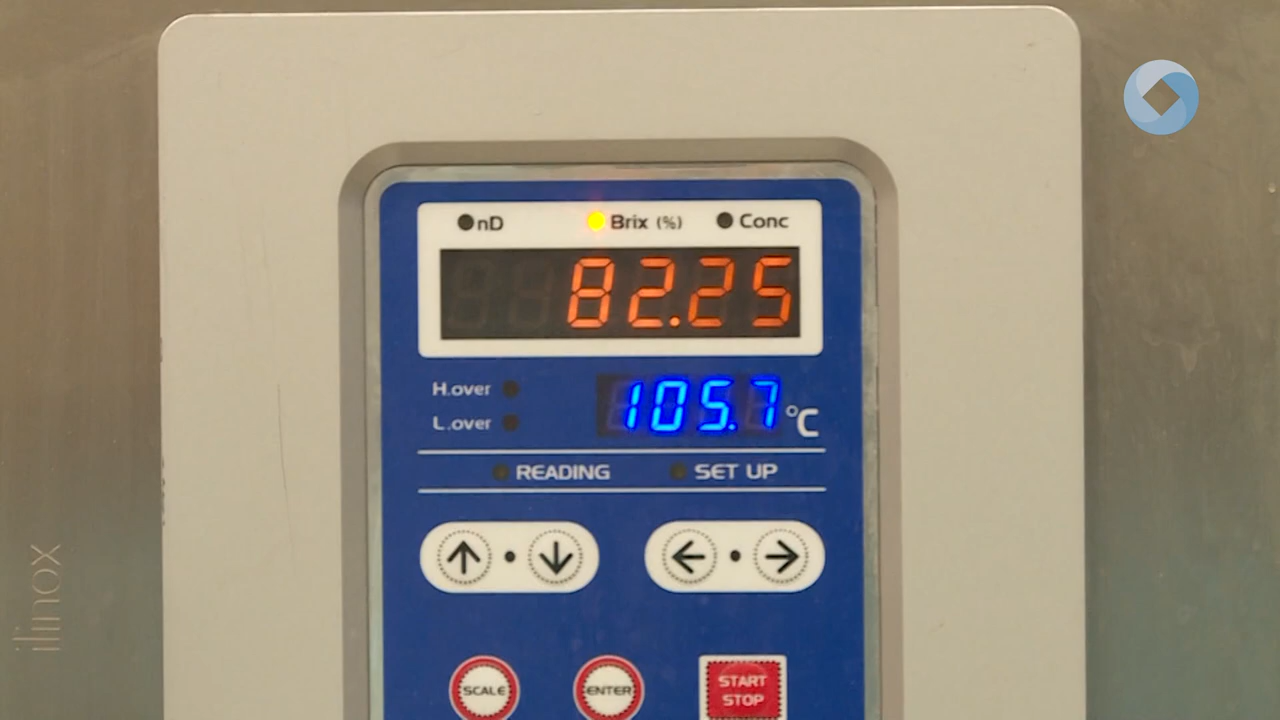 nD Brix (%) Conc
82.25
H.over
L.over
105.7 °C
READING SET UP
SCALE ENTER START STOP
ilinox